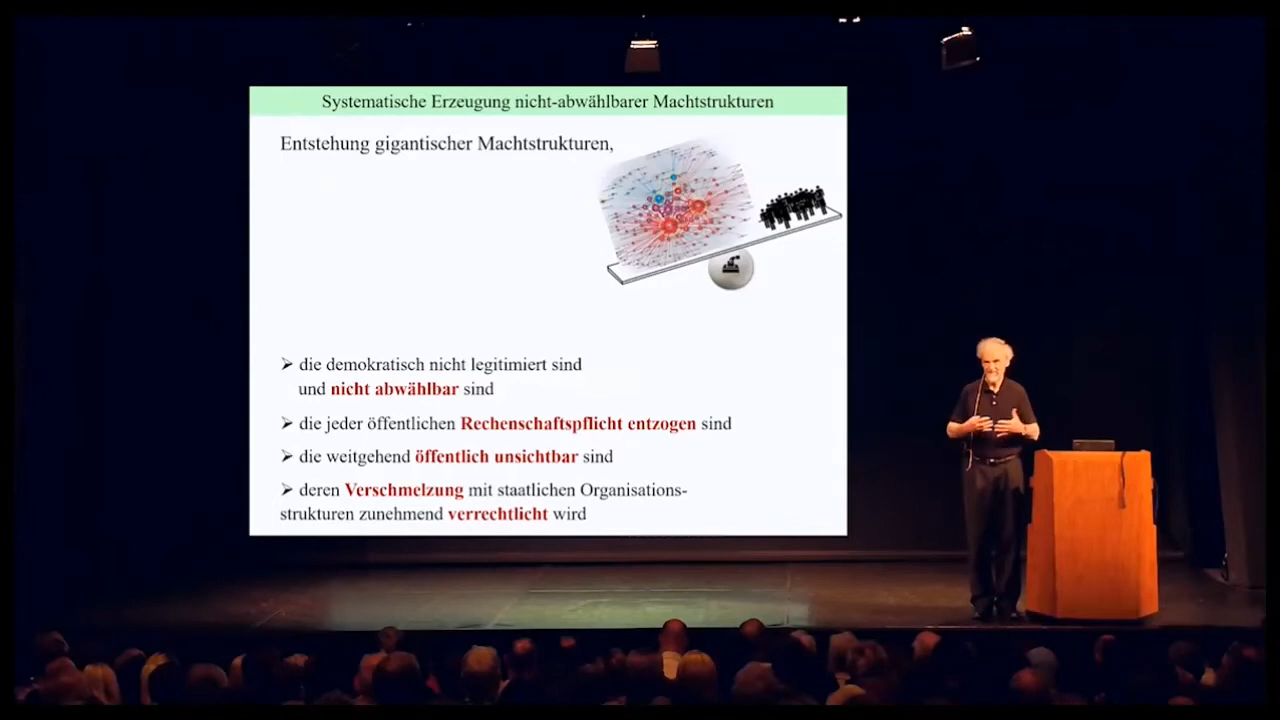 Systematische Erzeugung nicht-abwählbarer Machtstrukturen
Entstehung gigantischer Machtstrukturen,
➢ die demokratisch nicht legitimiert sind
und nicht abwählbar sind
➢ die jeder öffentlichen Rechenschaftspflicht entzogen sind
➢ die weitgehend öffentlich unsichtbar sind
➢ deren Verschmelzung mit staatlichen Organisations-
strukturen zunehmend verrechtlicht wird